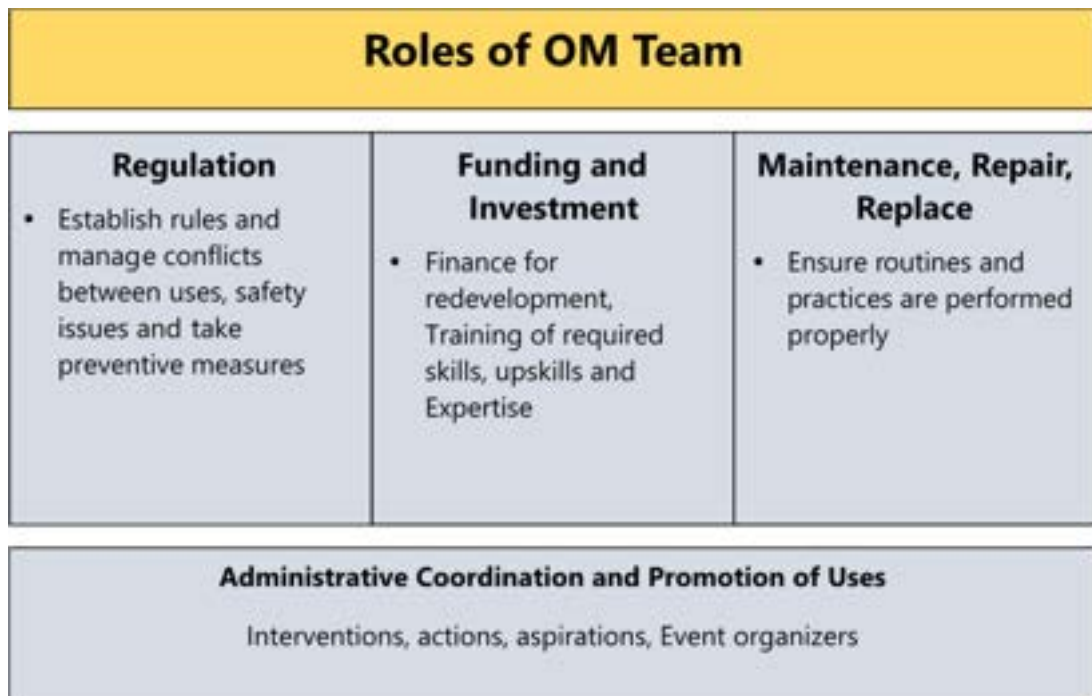 Roles of OM Team
Regulation
• Establish rules and
manage conflicts
between uses, safety
issues and take
preventive measures
Funding and
Investment
• Finance for
redevelopment,
Training of required
skills, upskills and
Expertise
Maintenance, Repair,
Replace
• Ensure routines and
practices are performed
properly
Administrative Coordination and Promotion of Uses
Interventions, actions, aspirations, Event organizers